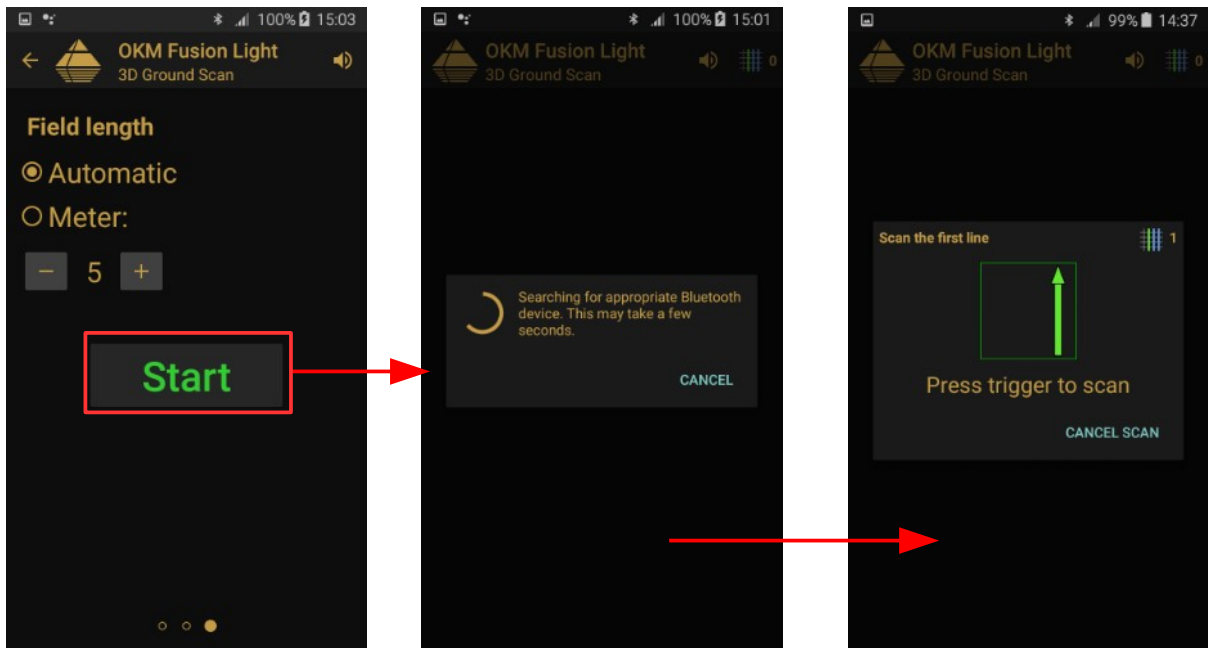 100% 15:03
OKM Fusion Light
3D Ground Scan
Field length
Automatic
Meter:
− 5 +
Start
100% 15:01
OKM Fusion Light
3D Ground Scan
0
Searching for appropriate Bluetooth
device. This may take a few
seconds.
CANCEL
99% 14:37
OKM Fusion Light
3D Ground Scan
0
Scan the first line
1
Press trigger to scan
CANCEL SCAN